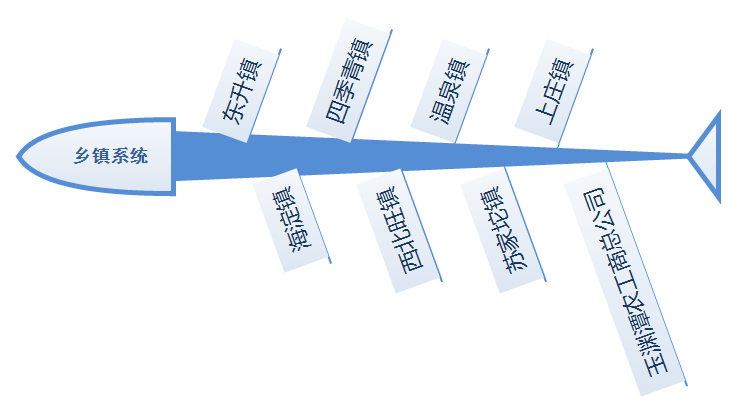 乡镇系统
东升镇
四季青镇
温泉镇
上庄镇
海淀镇
西北旺镇
苏家坨镇
玉渊潭农工商总公司